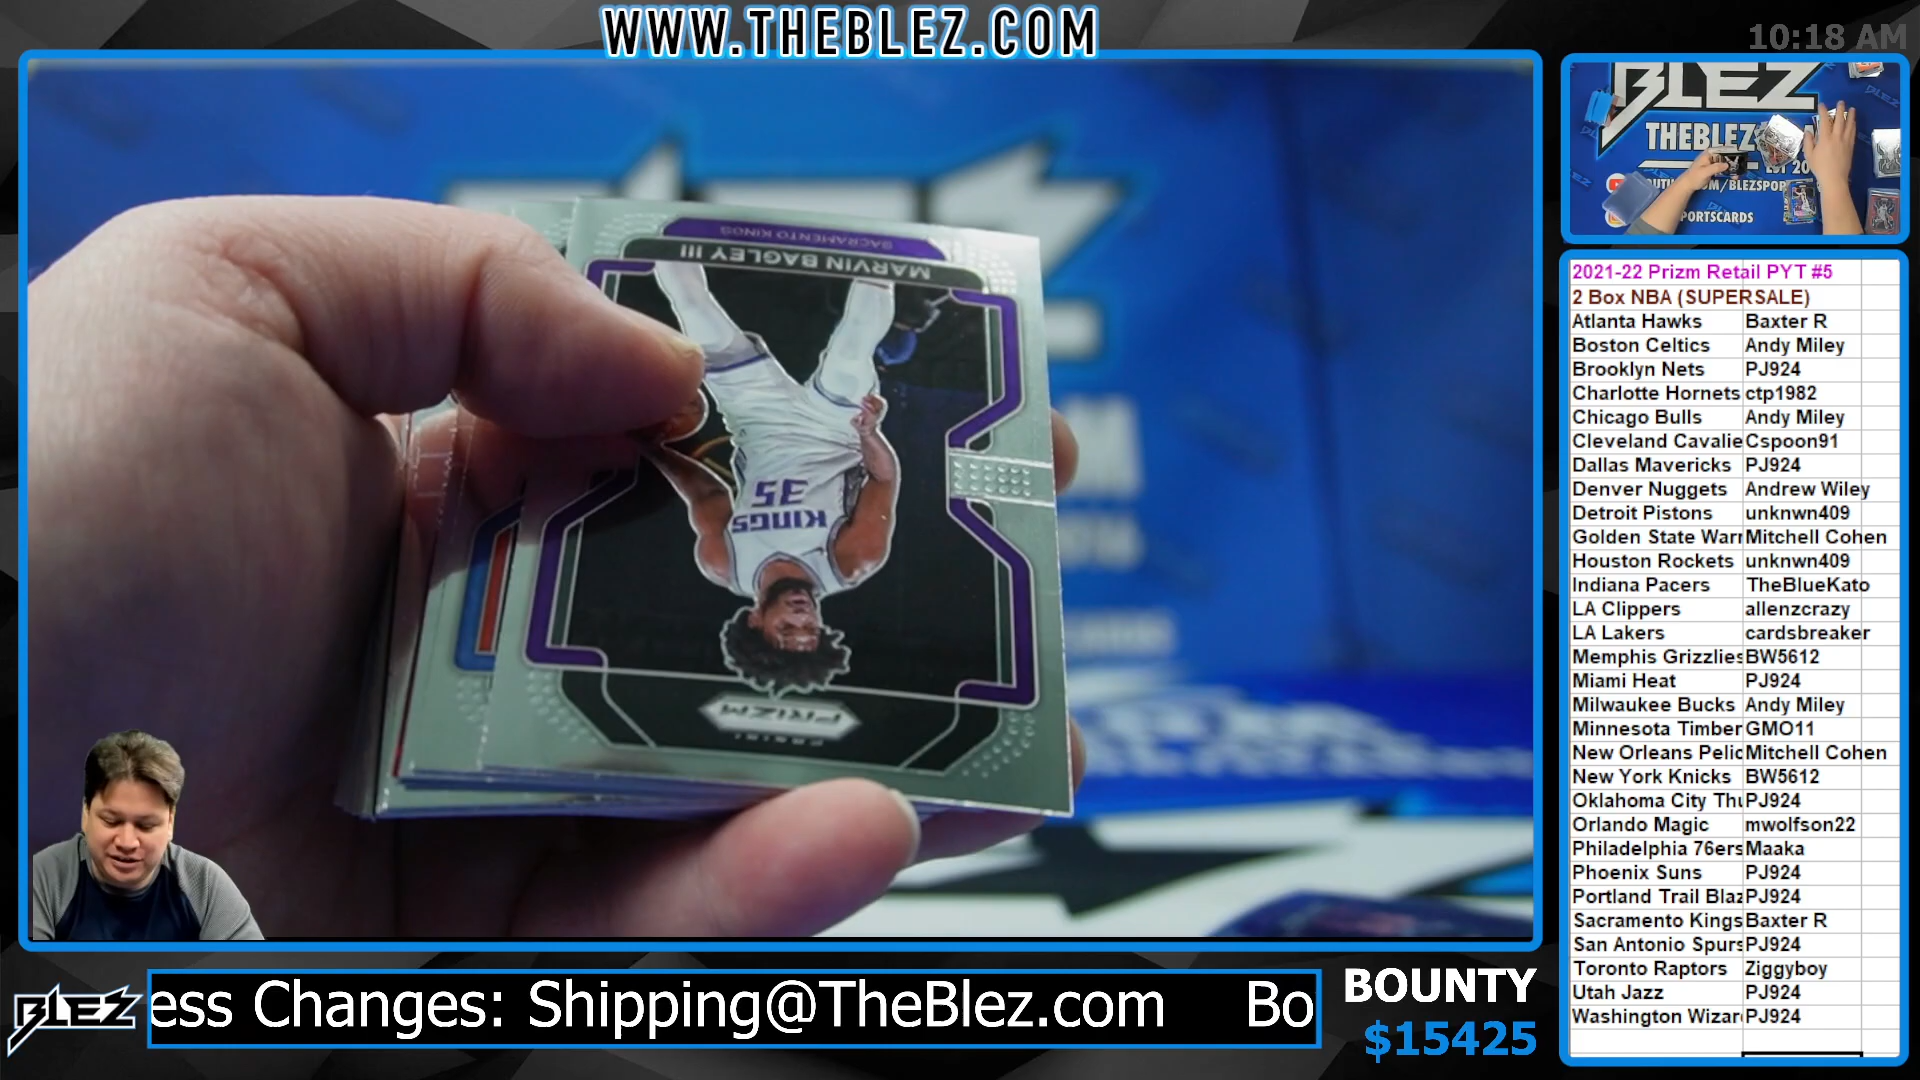 WWW.THEBLEZ.COM
10:18 AM
SACRAMENTO KINGS
MARVIN BAGLEY III
35
KINGS
PRIZM
PANINI
BLEZ
THEBLEZ
2021-22 Prizm Retail PYT #5
2 Box NBA (SUPERSALE)
Atlanta Hawks Baxter R
Boston Celtics Andy Miley
Brooklyn Nets PJ924
Charlotte Hornets ctp1982
Chicago Bulls Andy Miley
Cleveland Cavalie Cspoon91
Dallas Mavericks PJ924
Denver Nuggets Andrew Wiley
Detroit Pistons unknwn409
Golden State Warr Mitchell Cohen
Houston Rockets unknwn409
Indiana Pacers TheBlueKato
LA Clippers allenzcrazy
LA Lakers cardsbreaker
Memphis Grizzlies BW5612
Miami Heat PJ924
Milwaukee Bucks Andy Miley
Minnesota Timber GMO11
New Orleans Pelic Mitchell Cohen
New York Knicks BW5612
Oklahoma City Thu PJ924
Orlando Magic mwolfson22
Philadelphia 76ers Maaka
Phoenix Suns PJ924
Portland Trail Blaz PJ924
Sacramento Kings Baxter R
San Antonio Spurs PJ924
Toronto Raptors Ziggyboy
Utah Jazz PJ924
Washington Wizar PJ924
BLEZ
ess Changes: Shipping@TheBlez.com Bo
BOUNTY
$15425